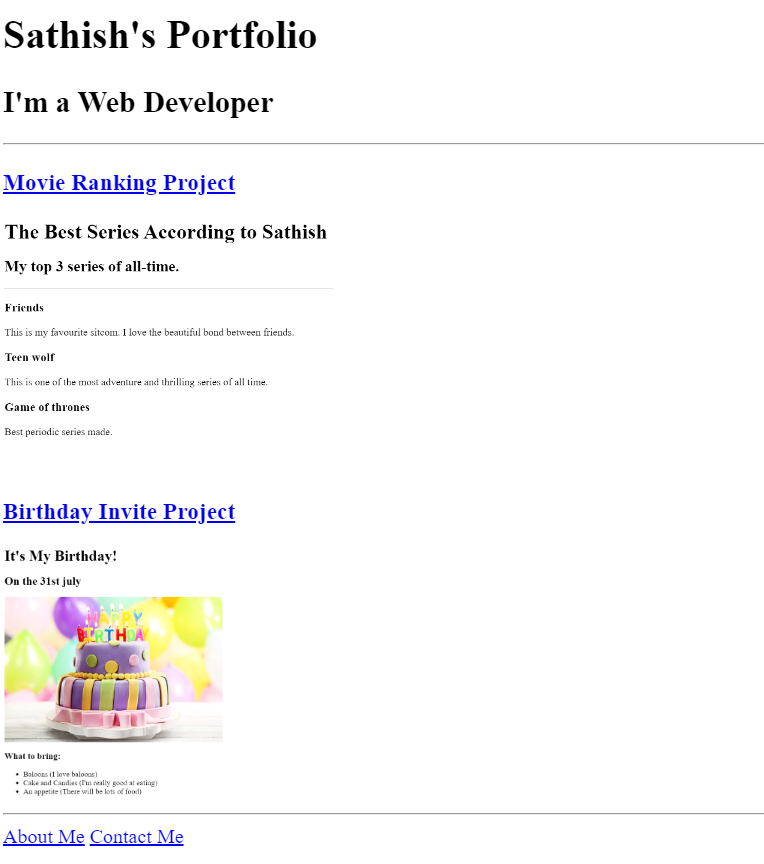 Sathish's Portfolio
I'm a Web Developer
Movie Ranking Project
The Best Series According to Sathish
My top 3 series of all-time.
Friends
This is my favourite sitcom. I love the beautiful bond between friends.
Teen wolf
This is one of the most adventure and thrilling series of all time.
Game of thrones
Best periodic series made.
Birthday Invite Project
It's My Birthday!
On the 31st july
HAPPY
BIRTHDAY
What to bring:
Baloons (I love baloons)
Cake and Candies (I'm really good at eating)
An appetite (There will be lots of food)
About Me Contact Me